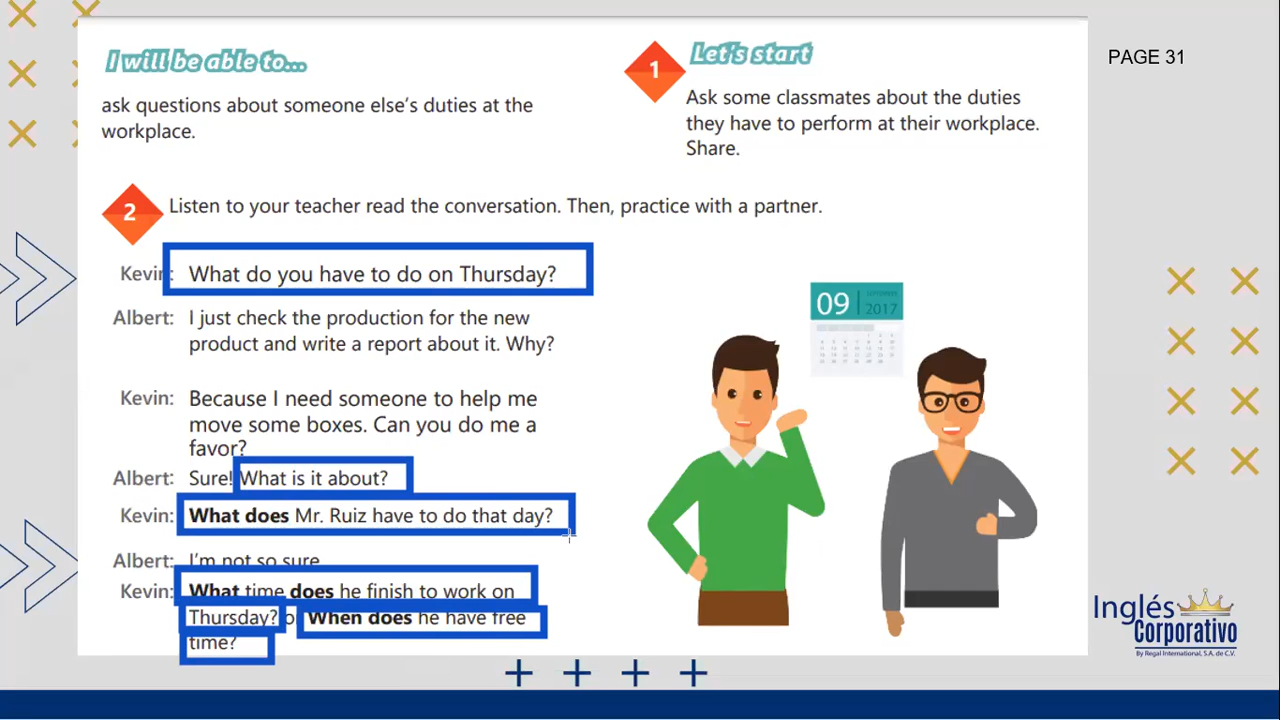 I will be able to...
ask questions about someone else's duties at the
workplace.
1
Let's start
Ask some classmates about the duties
they have to perform at their workplace.
Share.
PAGE 31
2
Listen to your teacher read the conversation. Then, practice with a partner.
Kevin: What do you have to do on Thursday?
Albert: I just check the production for the new
product and write a report about it. Why?
Kevin: Because I need someone to help me
move some boxes. Can you do me a
favor?
Albert: Sure! What is it about?
Kevin: What does Mr. Ruiz have to do that day?
Albert: I'm not so sure
Kevin: What time does he finish to work on
Thursday? or When does he have free
time?
09
2017
Inglés
Corporativo
By Regal International, S.A. de C.V.